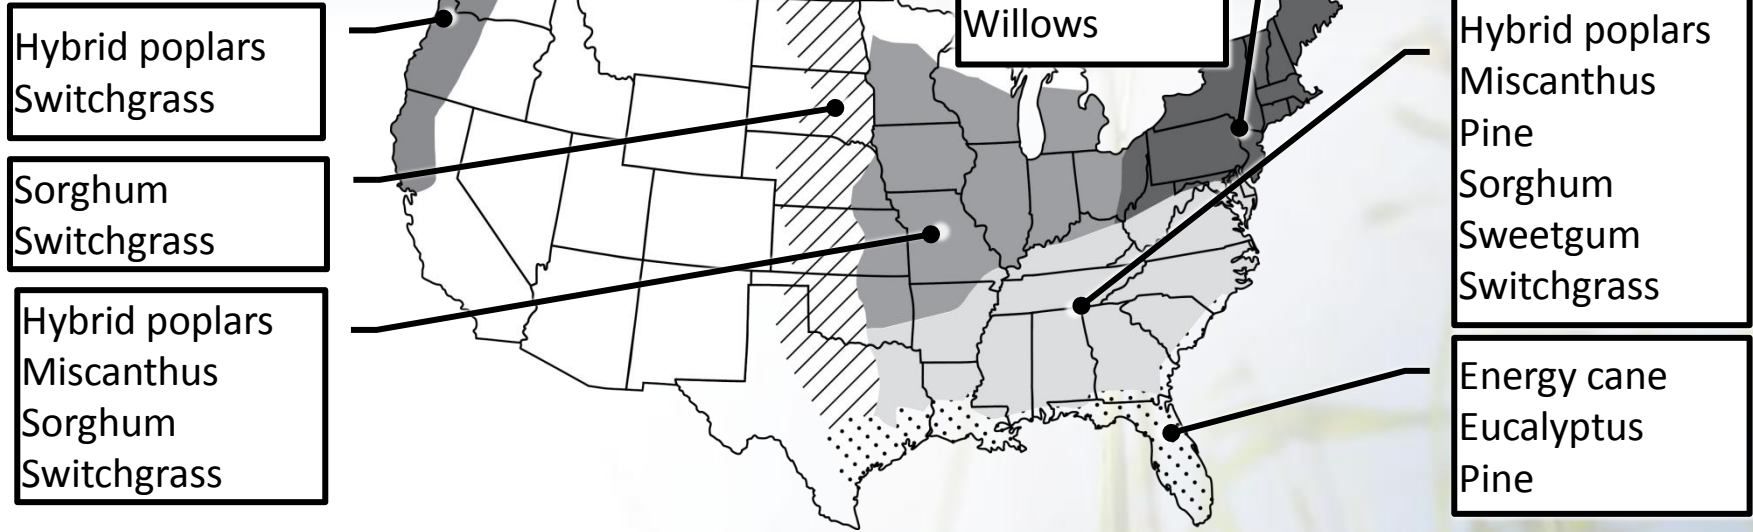 Hybrid poplars
Switchgrass
Sorghum
Switchgrass
Hybrid poplars
Miscanthus
Sorghum
Switchgrass
Willows
Hybrid poplars
Miscanthus
Pine
Sorghum
Sweetgum
Switchgrass
Energy cane
Eucalyptus
Pine